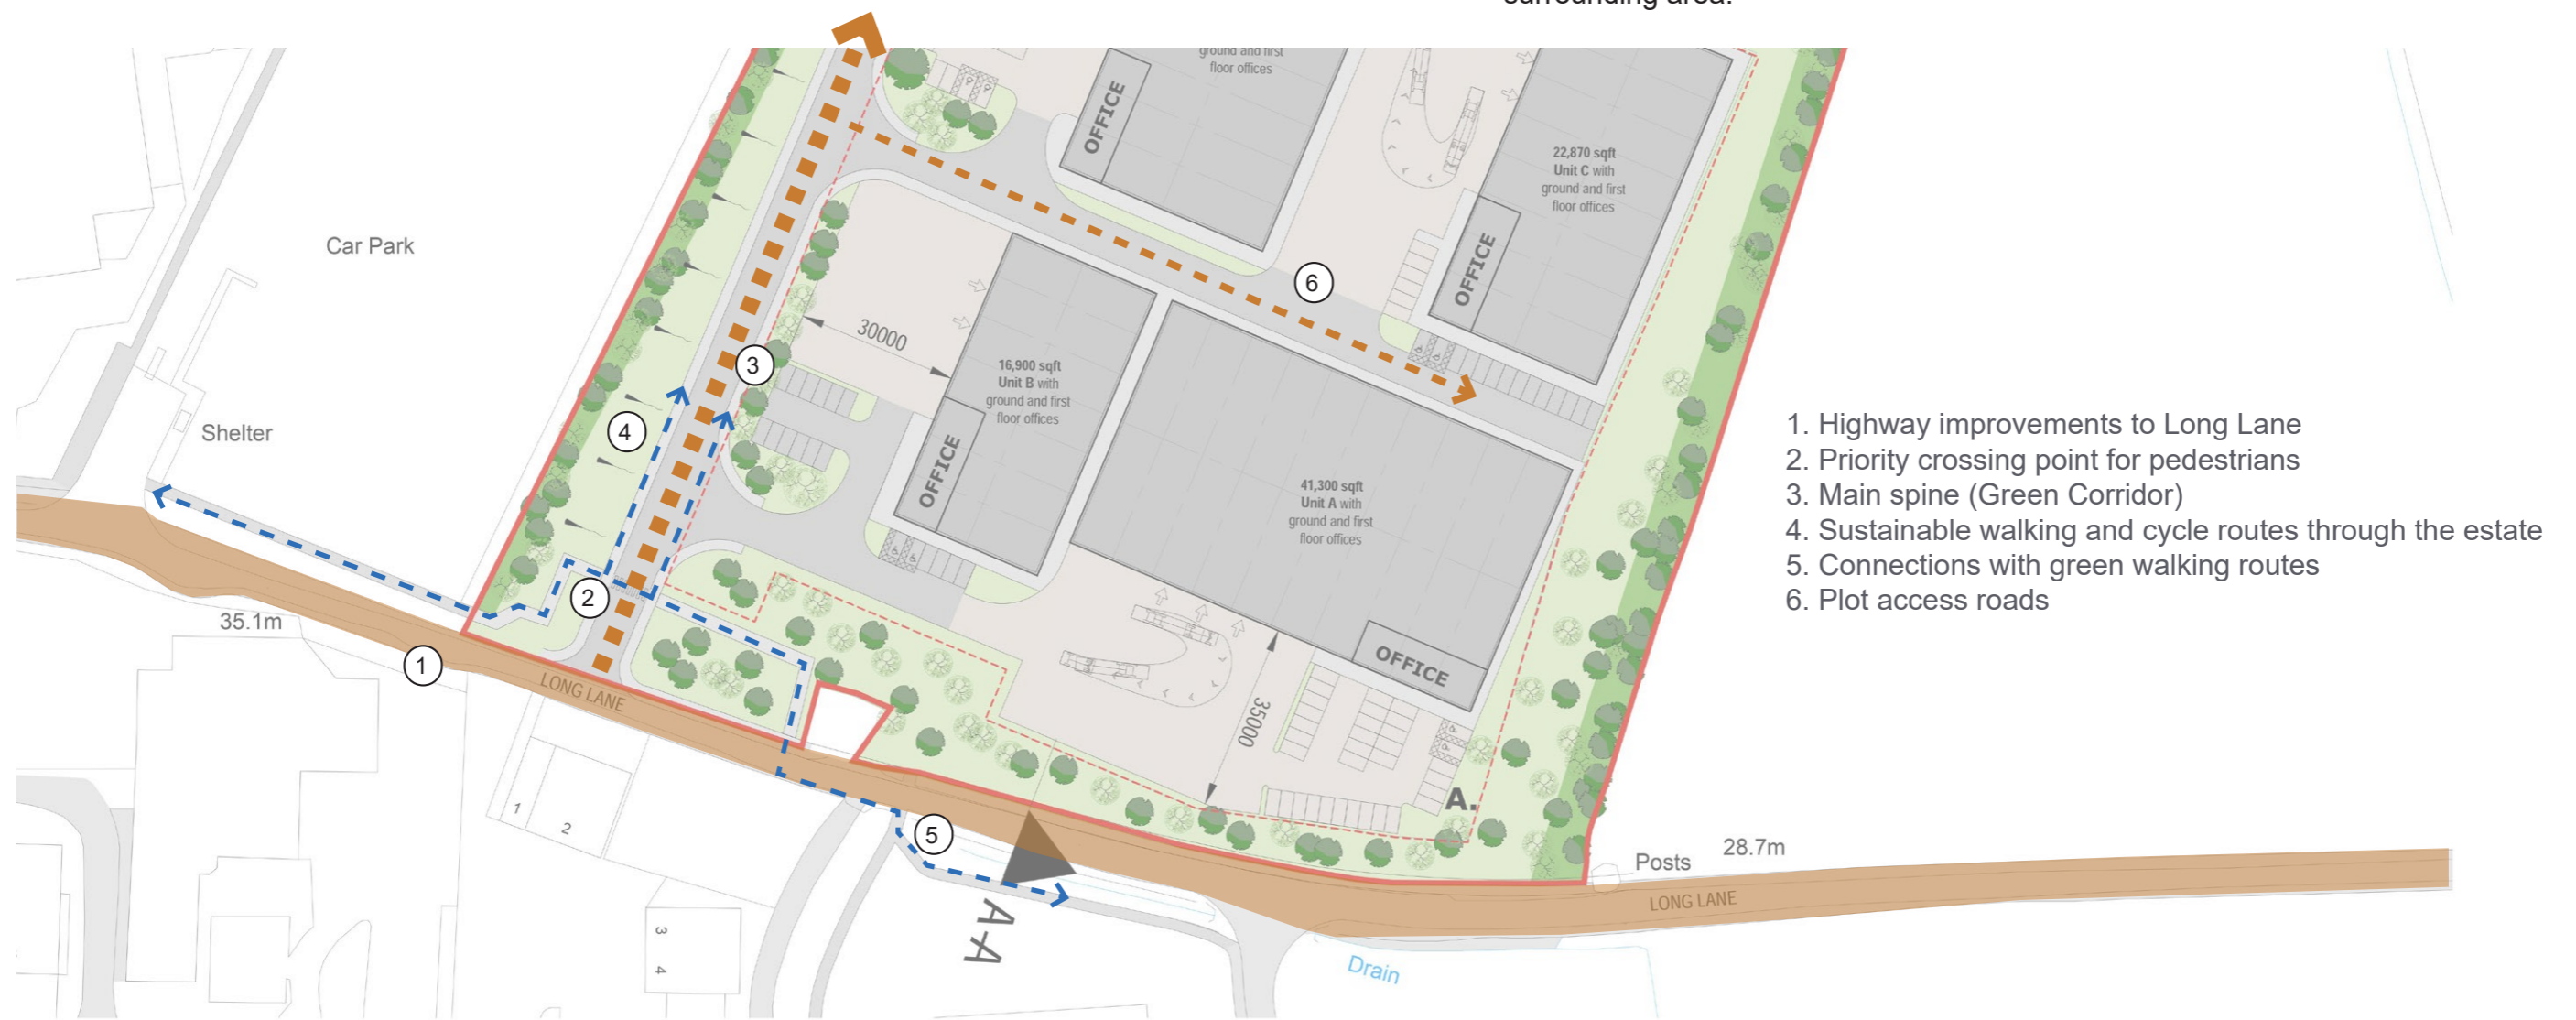 surrounding area.
ground and first
floor offices
OFFICE
22,870 sqft
Unit C with
ground and first
floor offices
OFFICE
Car Park
6
30000
3
16,900 sqft
Unit B with
ground and first
floor offices
OFFICE
4
Shelter
41,300 sqft
Unit A with
ground and first
floor offices
OFFICE
1. Highway improvements to Long Lane
2. Priority crossing point for pedestrians
3. Main spine (Green Corridor)
4. Sustainable walking and cycle routes through the estate
5. Connections with green walking routes
6. Plot access roads
2
35.1m
1
LONG LANE
35000
A.
1
2
5
Posts
28.7m
LONG LANE
3
4
A-A
Drain